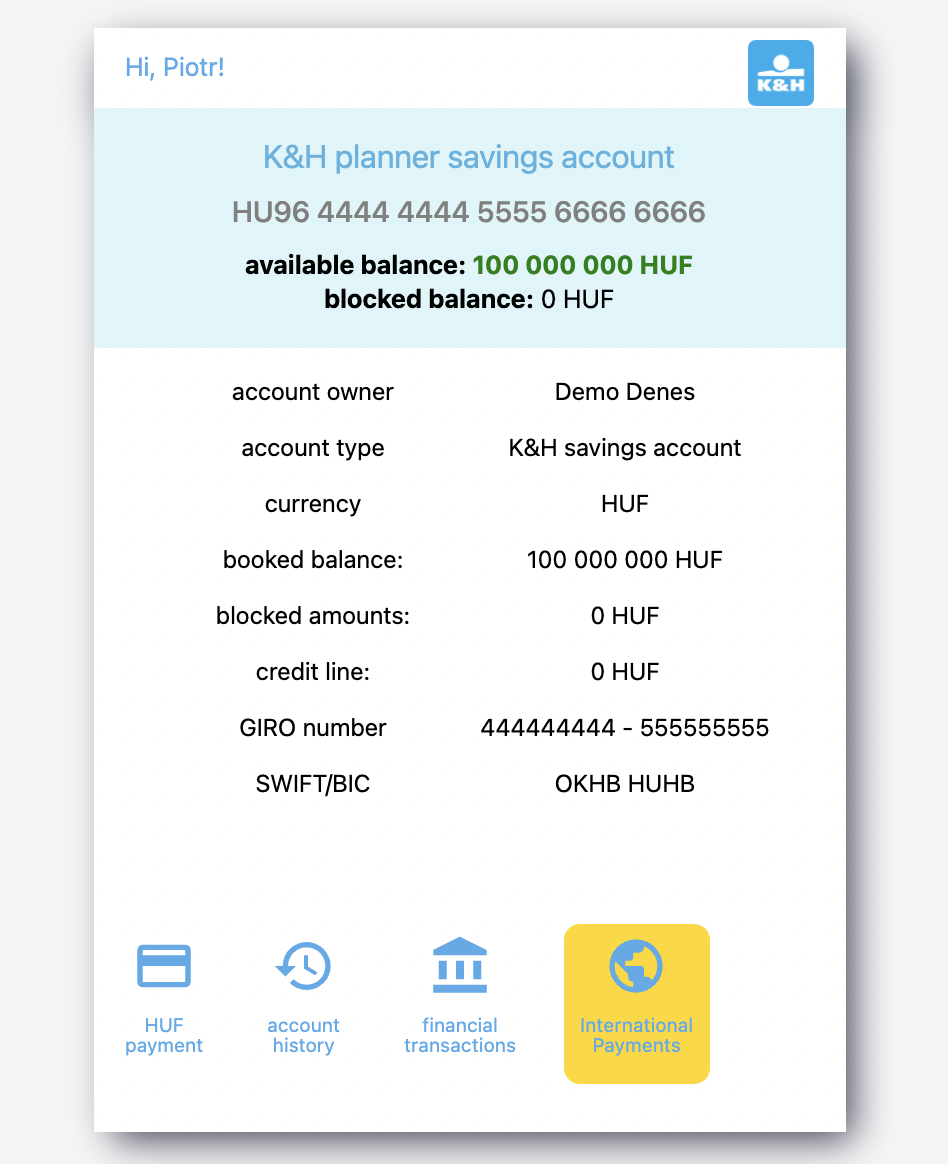 Hi, Piotr!
K&H
K&H planner savings account
HU96 4444 4444 5555 6666 6666
available balance: 100 000 000 HUF
blocked balance: 0 HUF
account owner Demo Denes
account type K&H savings account
currency HUF
booked balance: 100 000 000 HUF
blocked amounts: 0 HUF
credit line: 0 HUF
GIRO number 444444444 - 555555555
SWIFT/BIC OKHB HUHB
HUF
payment
account
history
financial
transactions
International
Payments